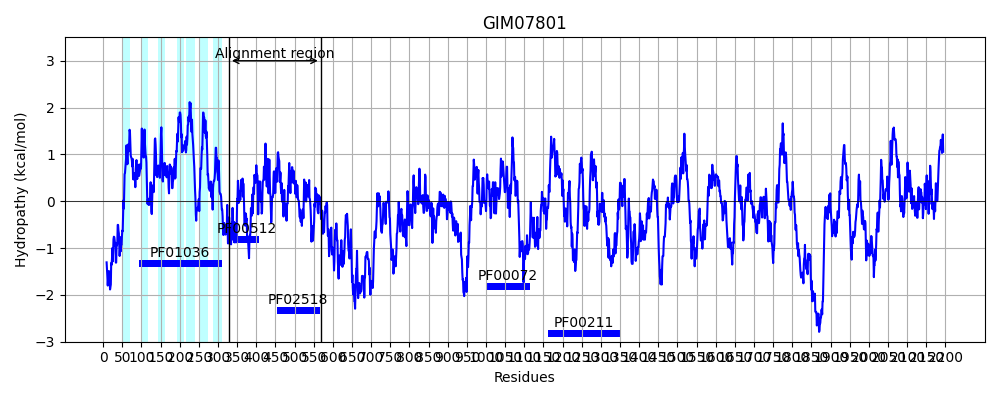 GIM07801
Alignment region
3
2
1
0
−1
−2
−3
Hydropathy (kcal/mol)
PF00512
PF01036
PF00072
PF02518
PF00211
0 50 100 150 200 250 300 350 400 450 500 550 600 650 700 750 800 850 900 950 1000 1050 1100 1150 1200 1250 1300 1350 1400 1450 1500 1550 1600 1650 1700 1750 1800 1850 1900 1950 2000 2050 2100 2150 2200
Residues